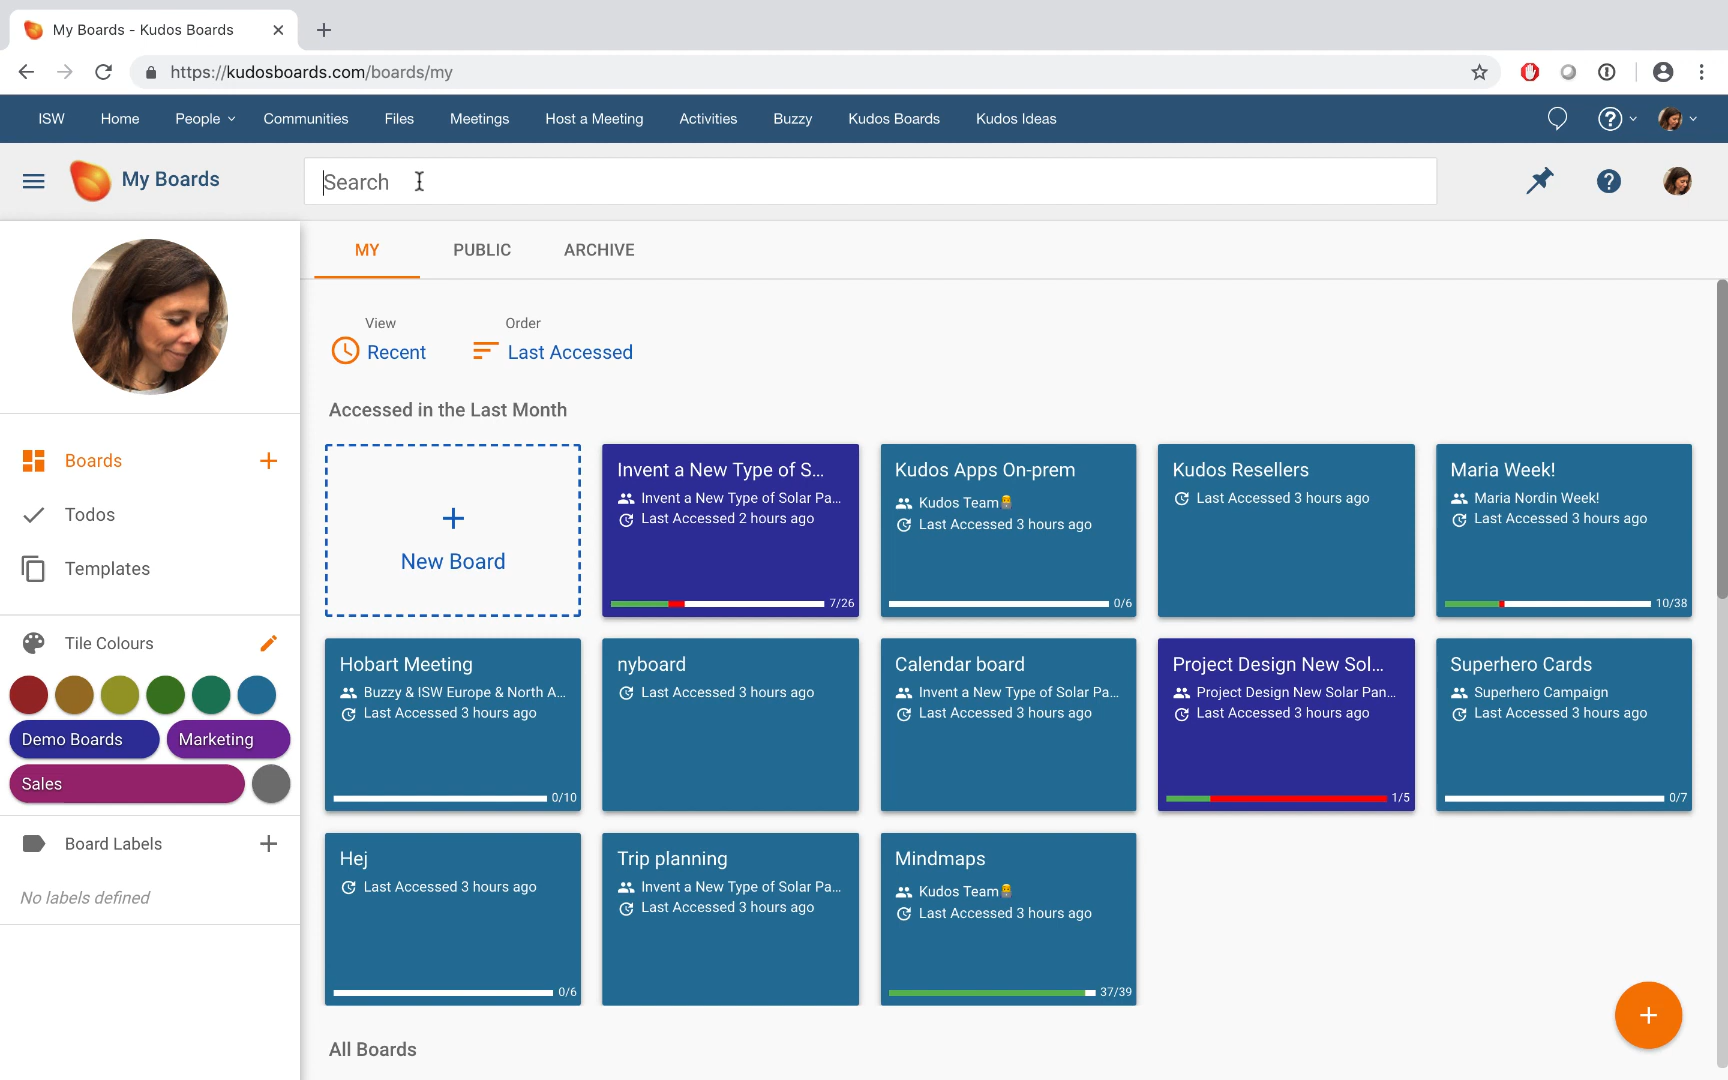 My Boards - Kudos Boards
https://kudosboards.com/boards/my
ISW Home People Communities Files Meetings Host a Meeting Activities Buzzy Kudos Boards Kudos Ideas
My Boards
Search
MY PUBLIC ARCHIVE
View
Recent
Order
Last Accessed
Boards
Todos
Templates
Tile Colours
Demo Boards
Marketing
Sales
Board Labels
No labels defined
Accessed in the Last Month
New Board
Invent a New Type of S...
Invent a New Type of Solar Pa...
Last Accessed 2 hours ago
7/26
Kudos Apps On-prem
Kudos Team
Last Accessed 3 hours ago
0/6
Kudos Resellers
Last Accessed 3 hours ago
Maria Week!
Maria Nordin Week!
Last Accessed 3 hours ago
10/38
Hobart Meeting
Buzzy & ISW Europe & North A...
Last Accessed 3 hours ago
0/10
nyboard
Last Accessed 3 hours ago
Calendar board
Invent a New Type of Solar Pa...
Last Accessed 3 hours ago
Project Design New Sol...
Project Design New Solar Pan...
Last Accessed 3 hours ago
1/5
Superhero Cards
Superhero Campaign
Last Accessed 3 hours ago
0/7
Hej
Last Accessed 3 hours ago
0/6
Trip planning
Invent a New Type of Solar Pa...
Last Accessed 3 hours ago
Mindmaps
Kudos Team
Last Accessed 3 hours ago
37/39
All Boards